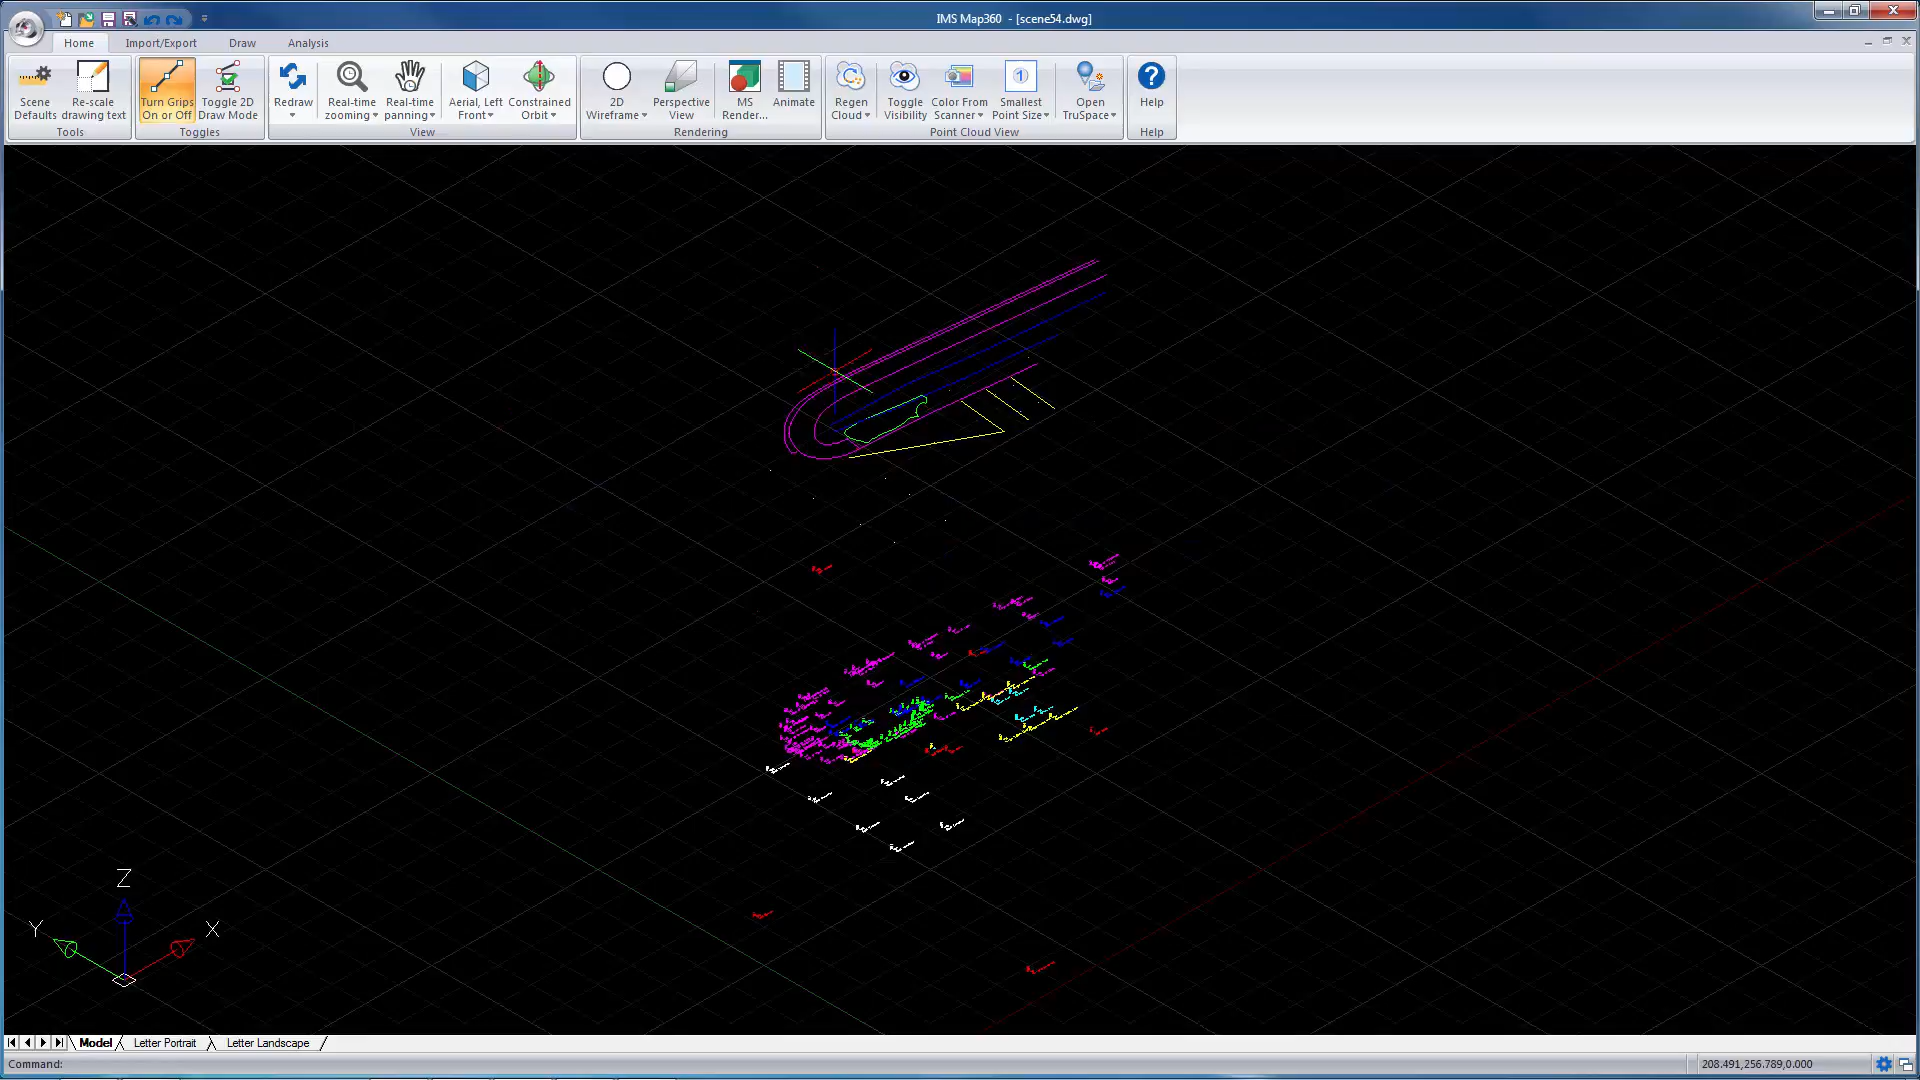 IMS Map360 - [scene54.dwg]
Home Import/Export Draw Analysis
Scene Defaults
Re-scale drawing text
Tools
Turn Grips On or Off
Toggle 2D Draw Mode
Toggles
Redraw
Real-time zooming
Real-time panning
Aerial, Left Front
Constrained Orbit
View
2D Wireframe
Perspective View
MS Render...
Animate
Rendering
Regen Cloud
Toggle Visibility
Color From Scanner
1
Smallest Point Size
Open TruSpace
Point Cloud View
?
Help
Help
Z
Y
X
Model Letter Portrait Letter Landscape
Command:
208.491,256.789,0.000